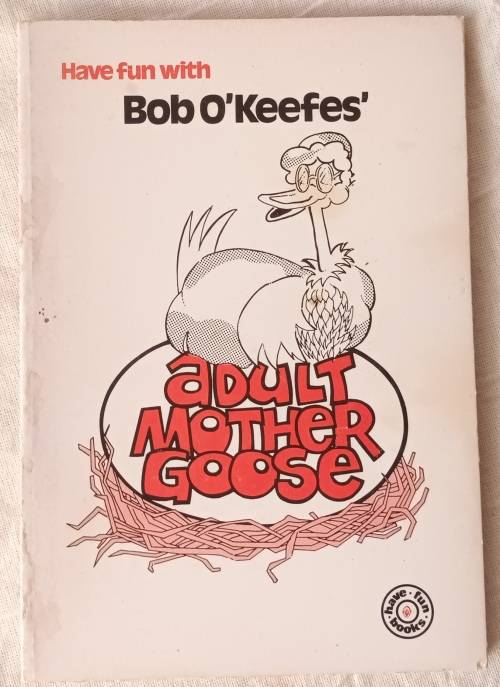 Have fun with
Bob O'Keefes'
ADULT
MOTHER
GOOSE
have · fun
· books ·